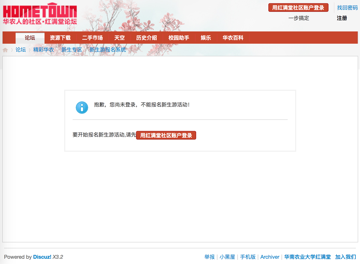 HOMETOWN
华农人的社区·红满堂论坛
用红满堂社区账户登录 找回密码
一步搞定 注册
论坛 资源下载 二手市场 天空 历史介绍 校园助手 娱乐 华农百科
论坛 › 精彩华农 › 新生专区 › 新生游报名系统
抱歉，您尚未登录，不能报名新生游活动！
要开始报名新生游活动,请先 用红满堂社区账户登录
Powered by Discuz! X3.2
举报 | 小黑屋 | 手机版 | Archiver | 华南农业大学红满堂 加入我们